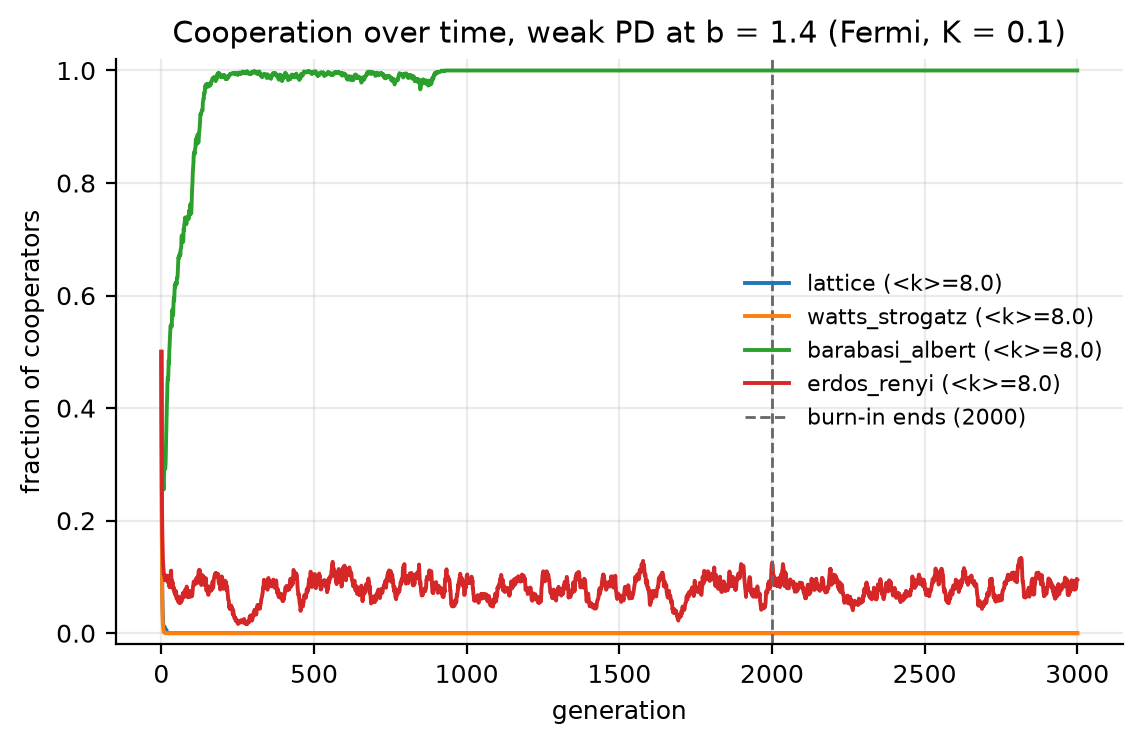 Cooperation over time, weak PD at b = 1.4 (Fermi, K = 0.1)
fraction of cooperators
1.0
0.8
0.6
0.4
0.2
0.0
lattice (<k>=8.0)
watts_strogatz (<k>=8.0)
barabasi_albert (<k>=8.0)
erdos_renyi (<k>=8.0)
burn-in ends (2000)
0 500 1000 1500 2000 2500 3000
generation